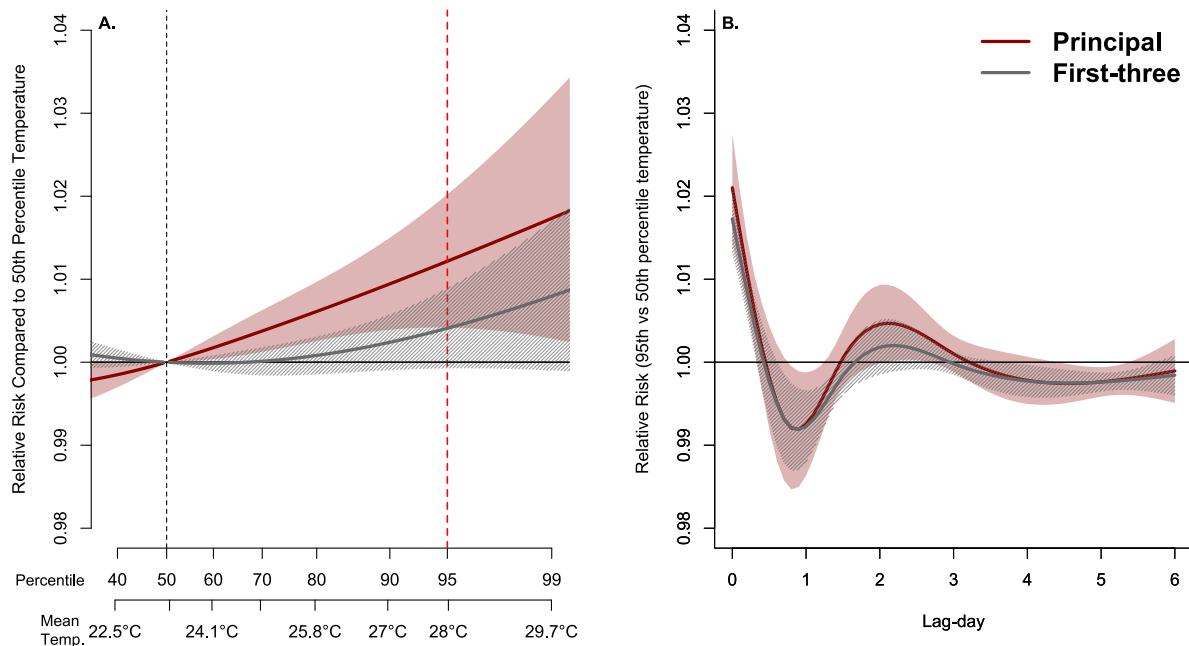 A.
Relative Risk Compared to 50th Percentile Temperature
1.04
1.03
1.02
1.01
1.00
0.99
0.98
Percentile 40 50 60 70 80 90 95 99
Mean Temp. 22.5°C 24.1°C 25.8°C 27°C 28°C 29.7°C
B.
Principal
First-three
Relative Risk (95th vs 50th percentile temperature)
1.04
1.03
1.02
1.01
1.00
0.99
0.98
0 1 2 3 4 5 6
Lag-day